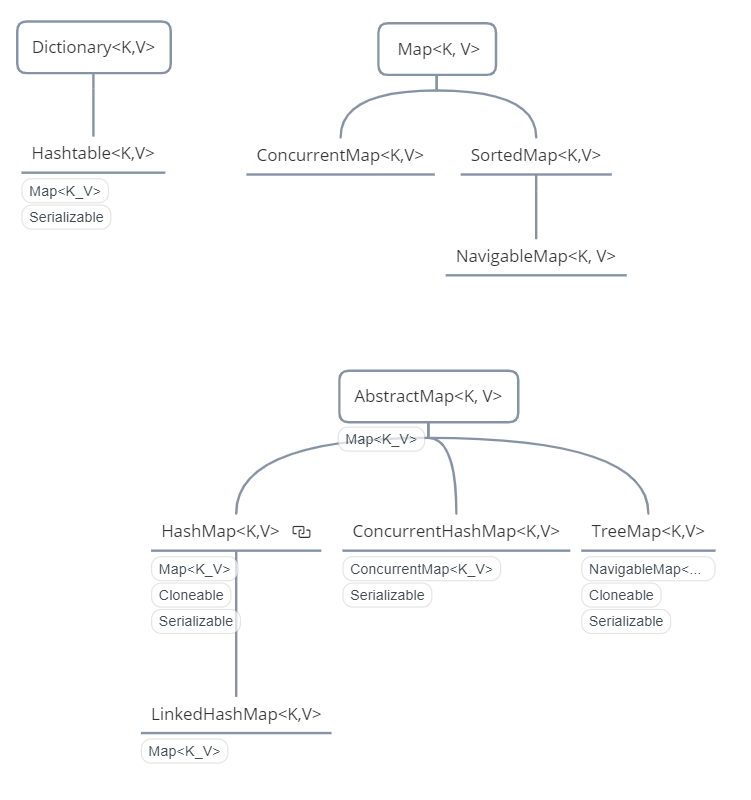 Dictionary<K,V>
Hashtable<K,V>
Map<K_V>
Serializable
Map<K, V>
ConcurrentMap<K,V>
SortedMap<K,V>
NavigableMap<K, V>
AbstractMap<K, V>
Map<K_V>
HashMap<K,V>
Map<K_V>
Cloneable
Serializable
LinkedHashMap<K,V>
Map<K_V>
ConcurrentHashMap<K,V>
ConcurrentMap<K_V>
Serializable
TreeMap<K,V>
NavigableMap<...
Cloneable
Serializable